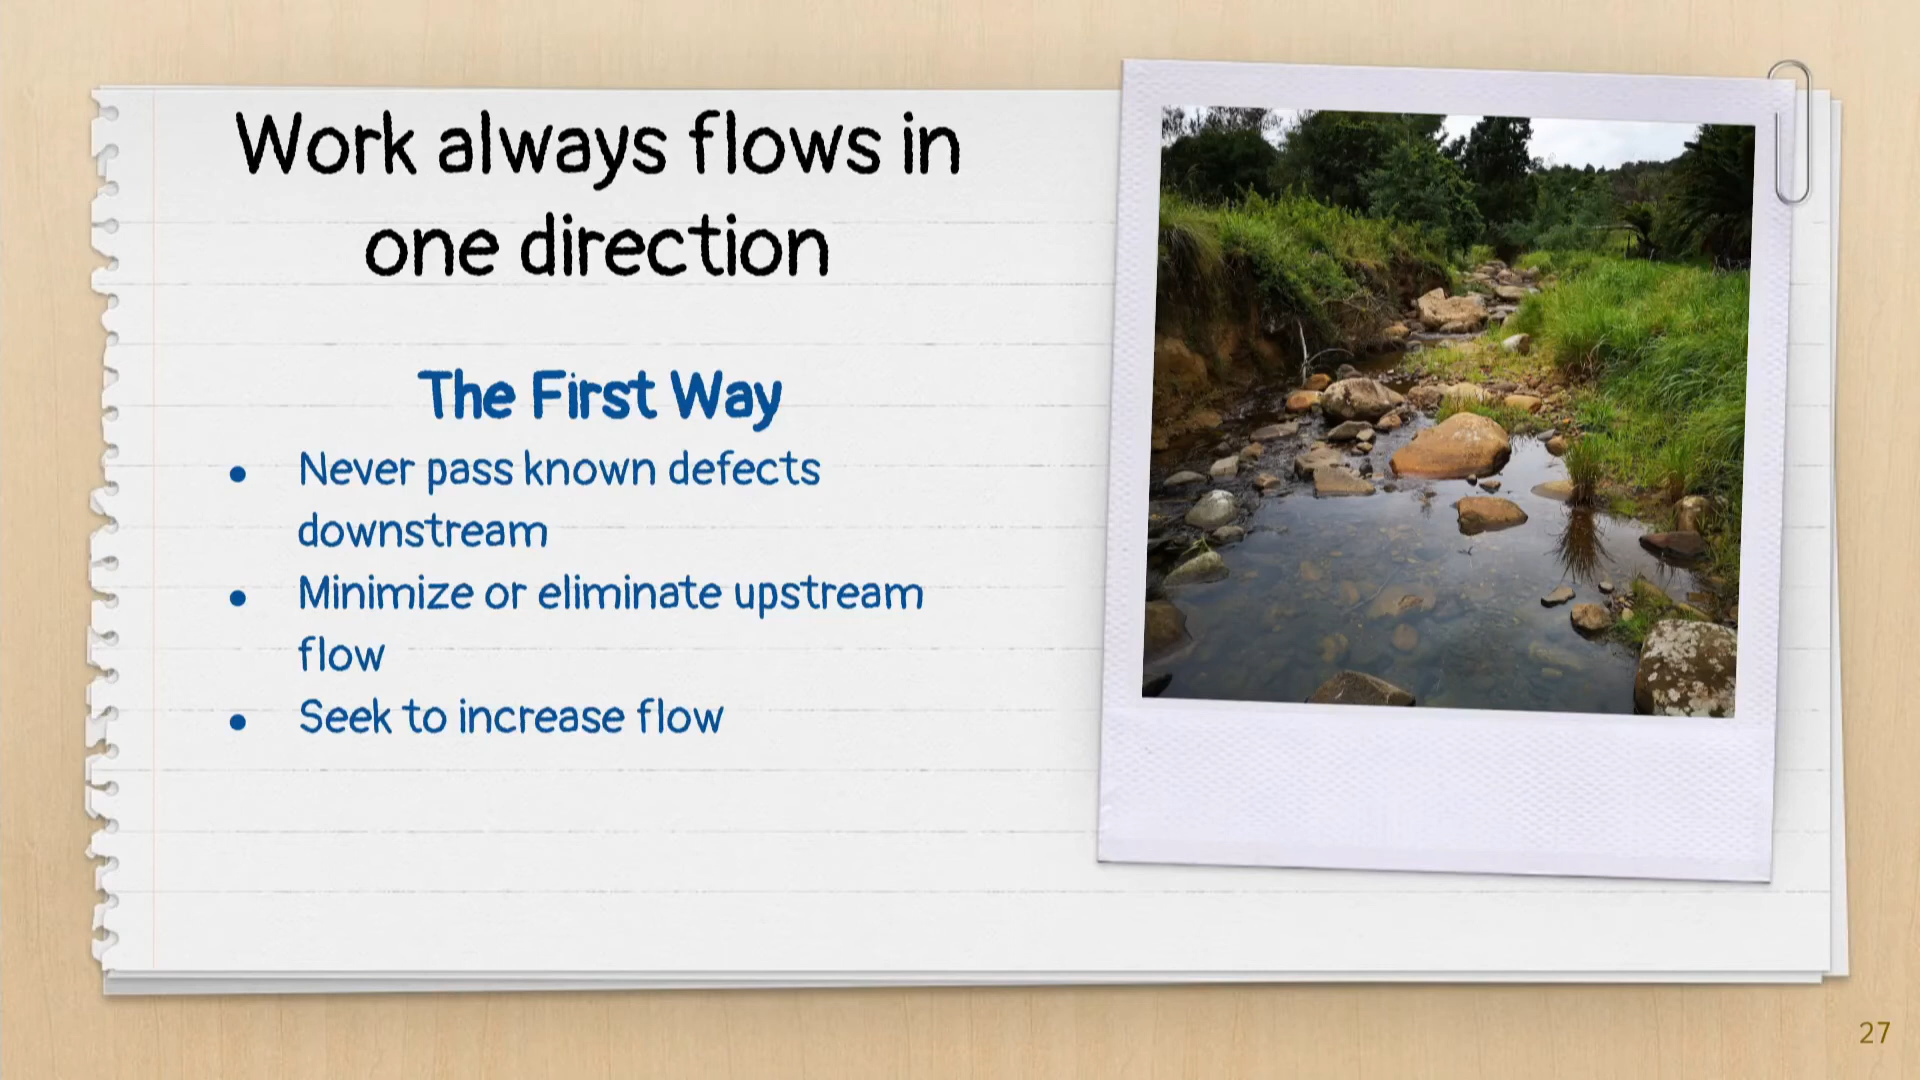 Work always flows in
one direction
The First Way
● Never pass known defects
downstream
● Minimize or eliminate upstream
flow
● Seek to increase flow
27